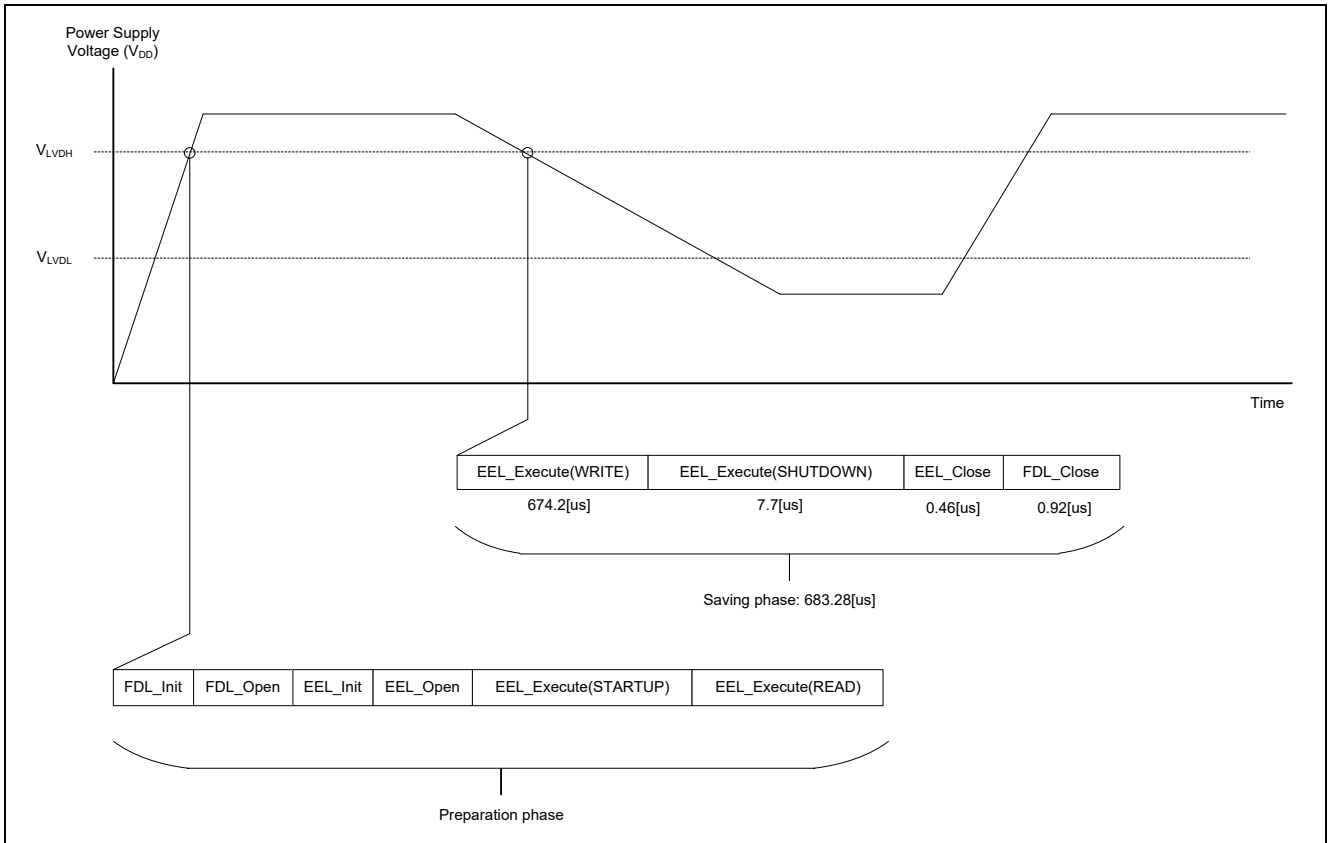 Power Supply
Voltage (VDD)
VLVDH
VLVDL
Time
EEL_Execute(WRITE) EEL_Execute(SHUTDOWN) EEL_Close FDL_Close
674.2[us] 7.7[us] 0.46[us] 0.92[us]
Saving phase: 683.28[us]
FDL_Init FDL_Open EEL_Init EEL_Open EEL_Execute(STARTUP) EEL_Execute(READ)
Preparation phase